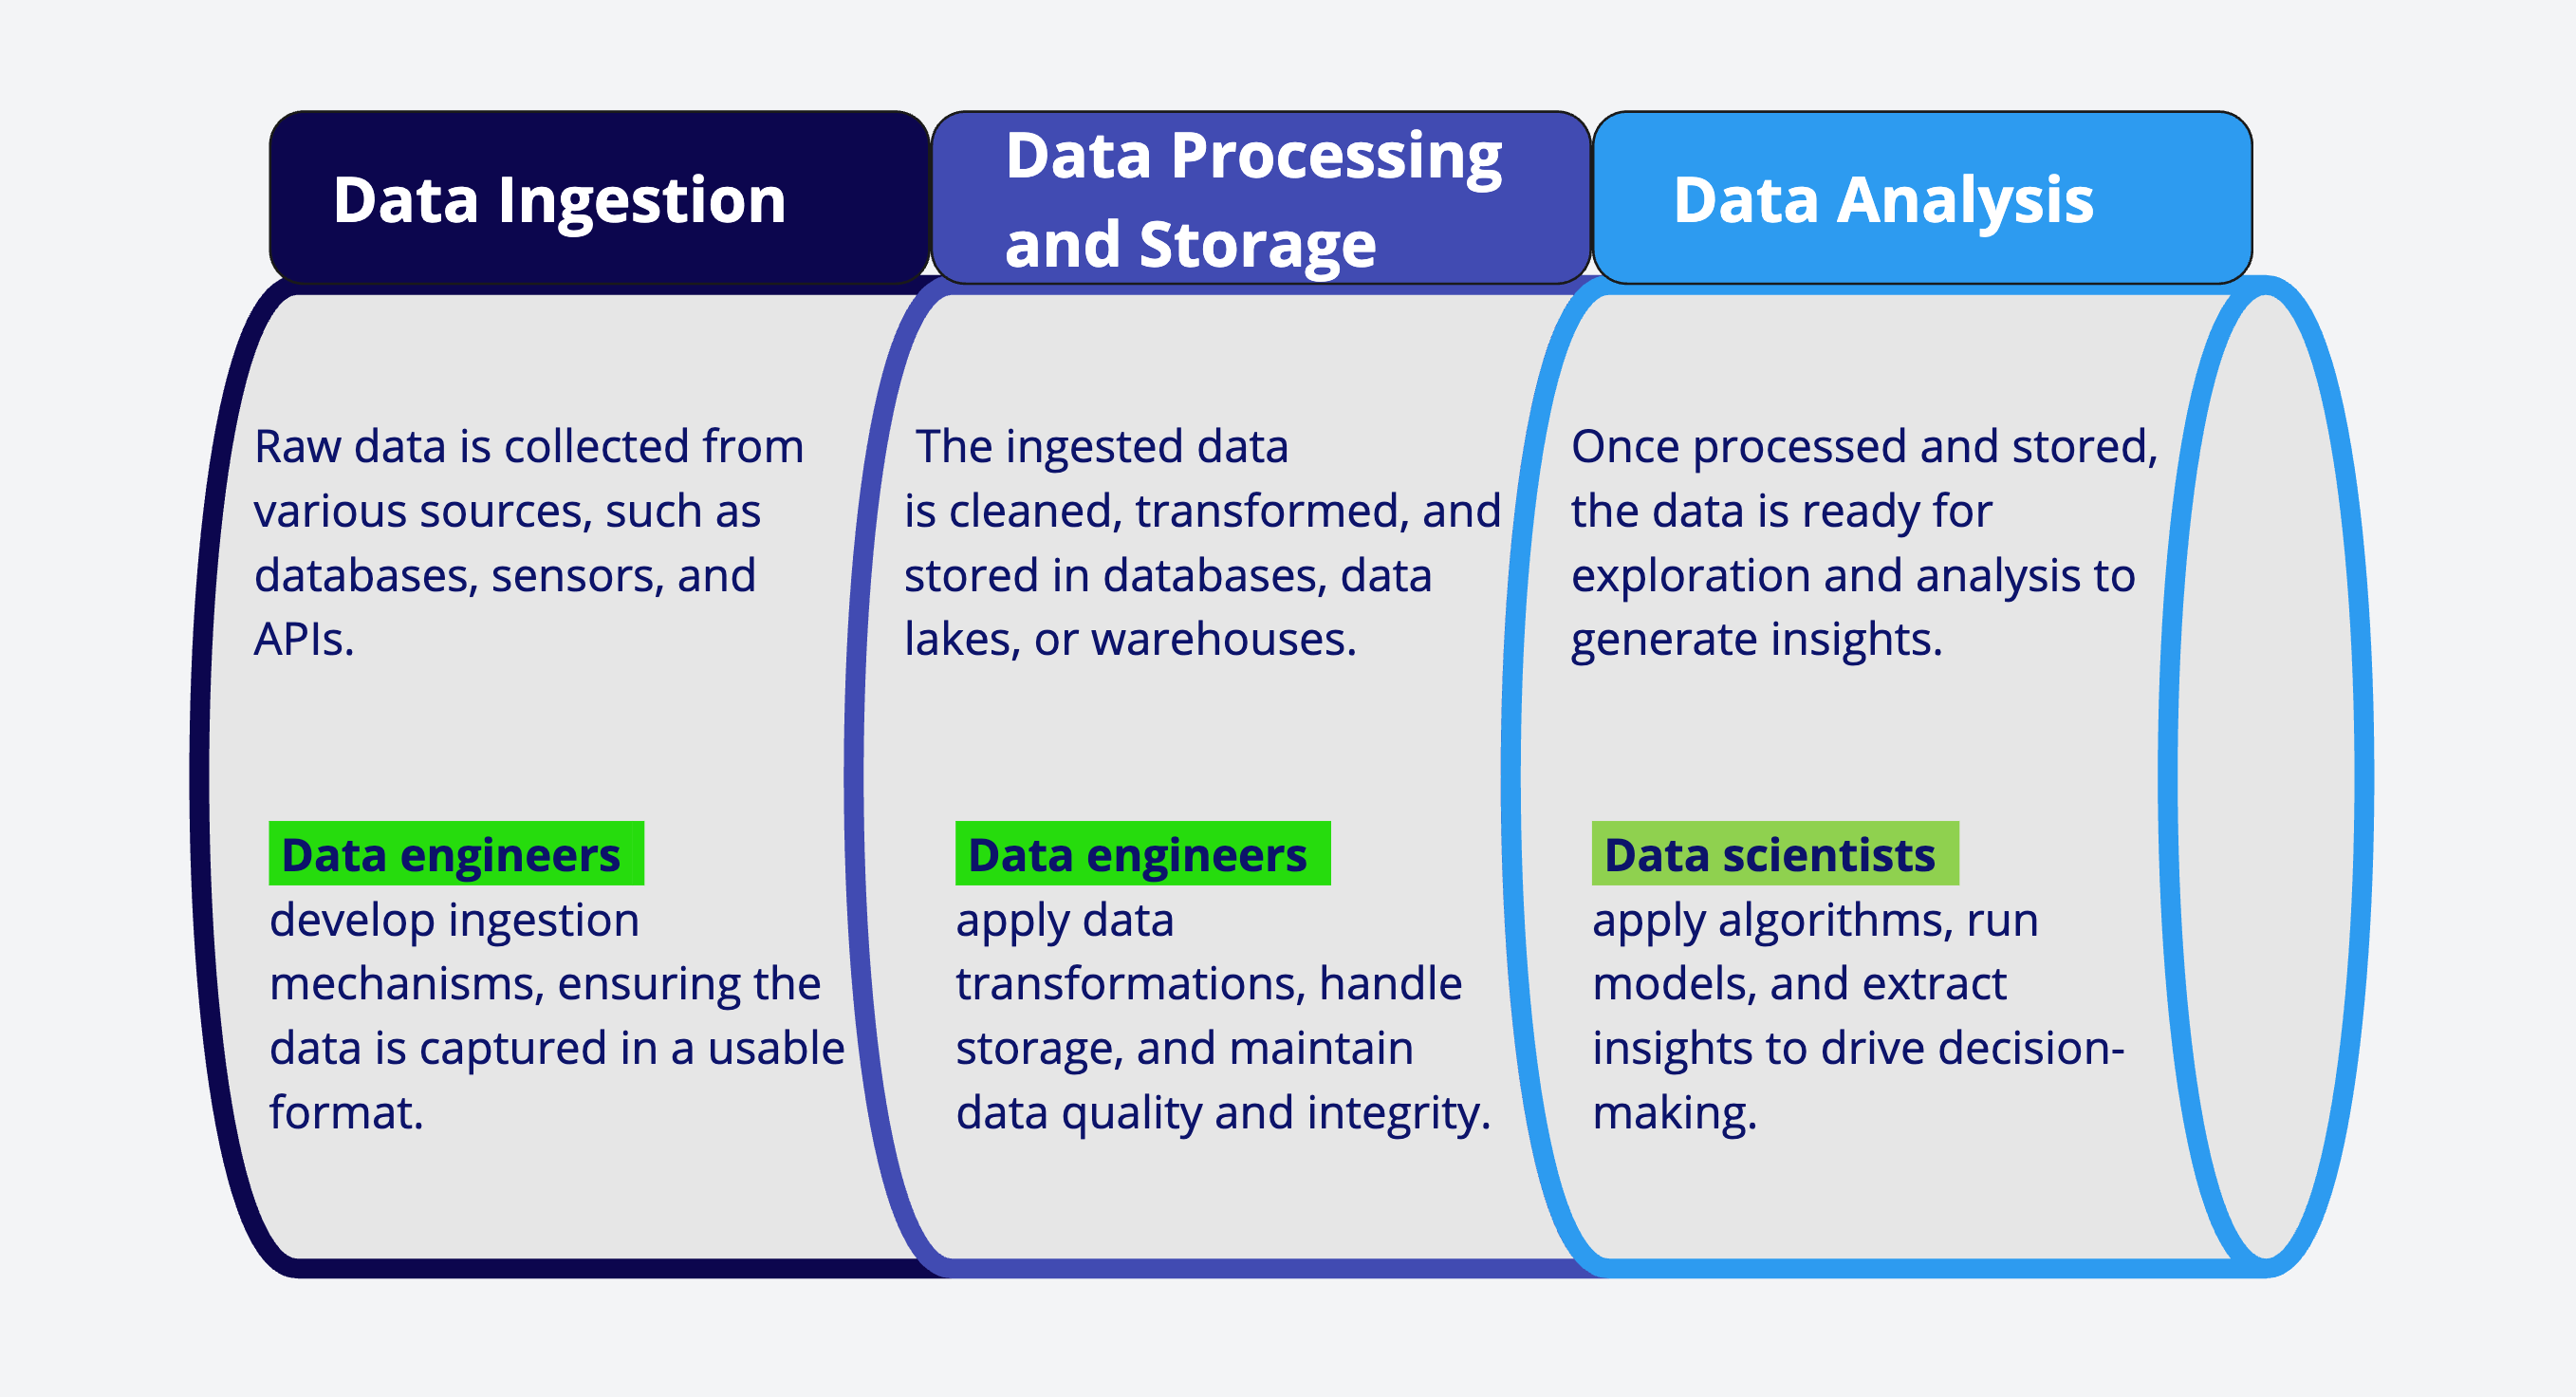 Data Ingestion
Data Processing
and Storage
Data Analysis
Raw data is collected from
various sources, such as
databases, sensors, and
APIs.
The ingested data
is cleaned, transformed, and
stored in databases, data
lakes, or warehouses.
Once processed and stored,
the data is ready for
exploration and analysis to
generate insights.
Data engineers
develop ingestion
mechanisms, ensuring the
data is captured in a usable
format.
Data engineers
apply data
transformations, handle
storage, and maintain
data quality and integrity.
Data scientists
apply algorithms, run
models, and extract
insights to drive decision-
making.